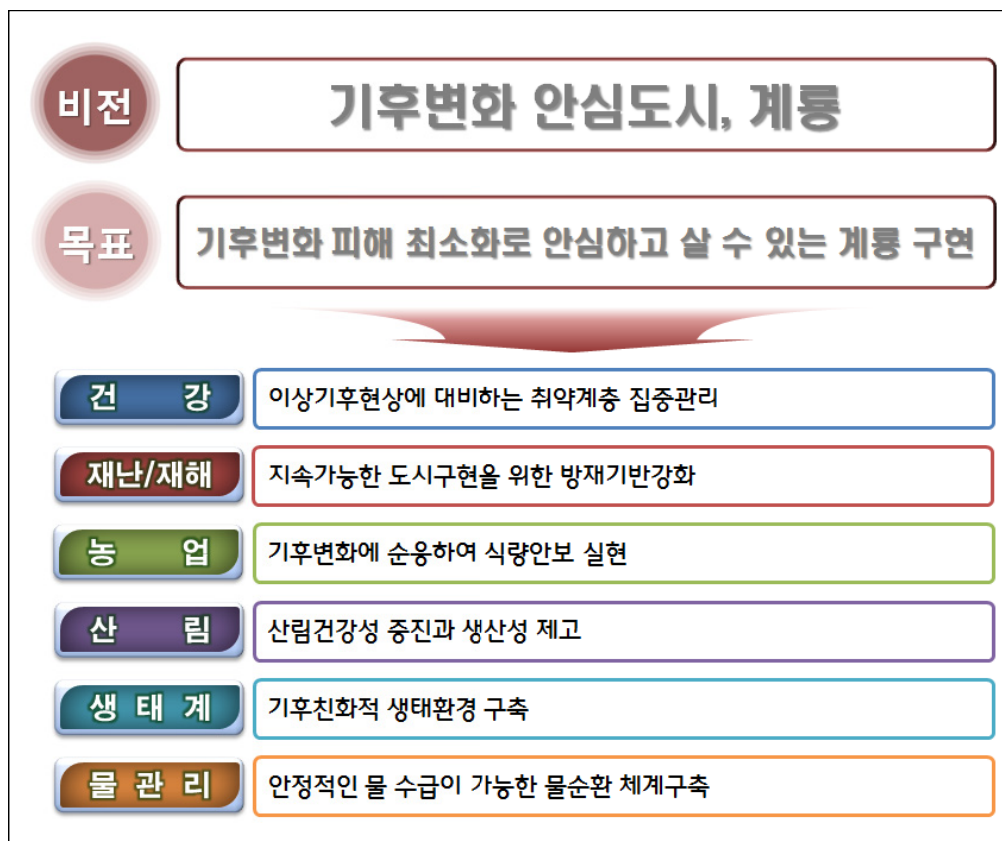 비전
기후변화 안심도시, 계룡
목표
기후변화 피해 최소화로 안심하고 살 수 있는 계룡 구현
건 강
이상기후현상에 대비하는 취약계층 집중관리
재난/재해
지속가능한 도시구현을 위한 방재기반강화
농 업
기후변화에 순응하여 식량안보 실현
산 림
산림건강성 증진과 생산성 제고
생 태 계
기후친화적 생태환경 구축
물 관 리
안정적인 물 수급이 가능한 물순환 체계구축